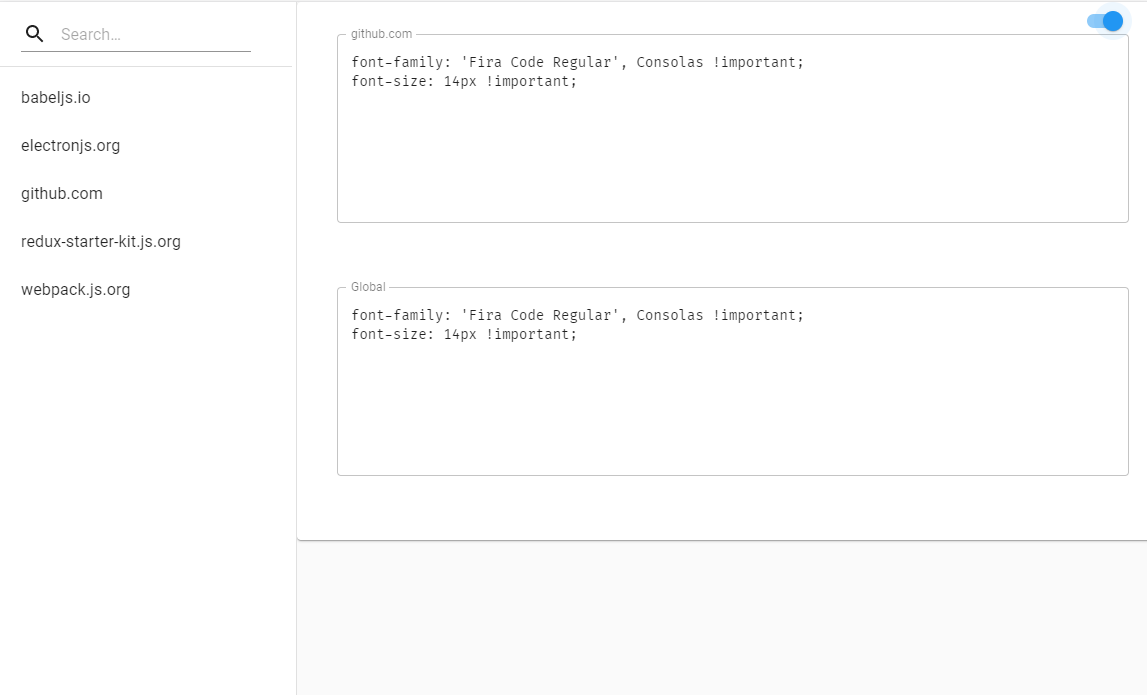 Search…
babeljs.io
electronjs.org
github.com
redux-starter-kit.js.org
webpack.js.org
github.com
font-family: 'Fira Code Regular', Consolas !important;
font-size: 14px !important;
Global
font-family: 'Fira Code Regular', Consolas !important;
font-size: 14px !important;